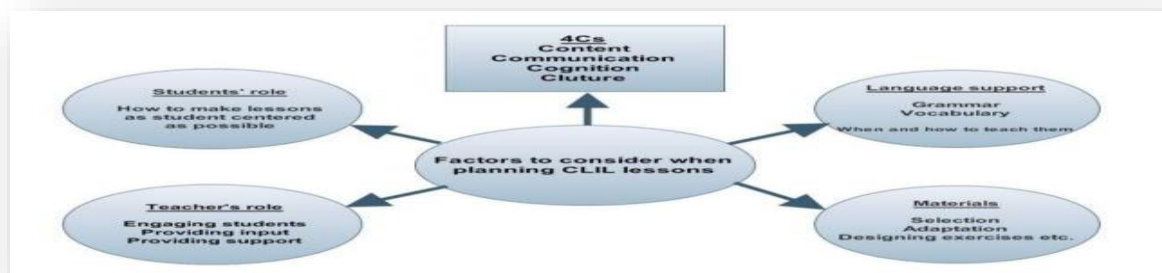 4Cs
Content
Communication
Cognition
Cluture
Students' role
How to make lessons
as student centered
as possible
Language support
Grammar
Vocabulary
When and how to teach them
Factors to consider when
planning CLIL lessons
Teacher's role
Engaging students
Providing input
Providing support
Materials
Selection
Adaptation
Designing exercises etc.